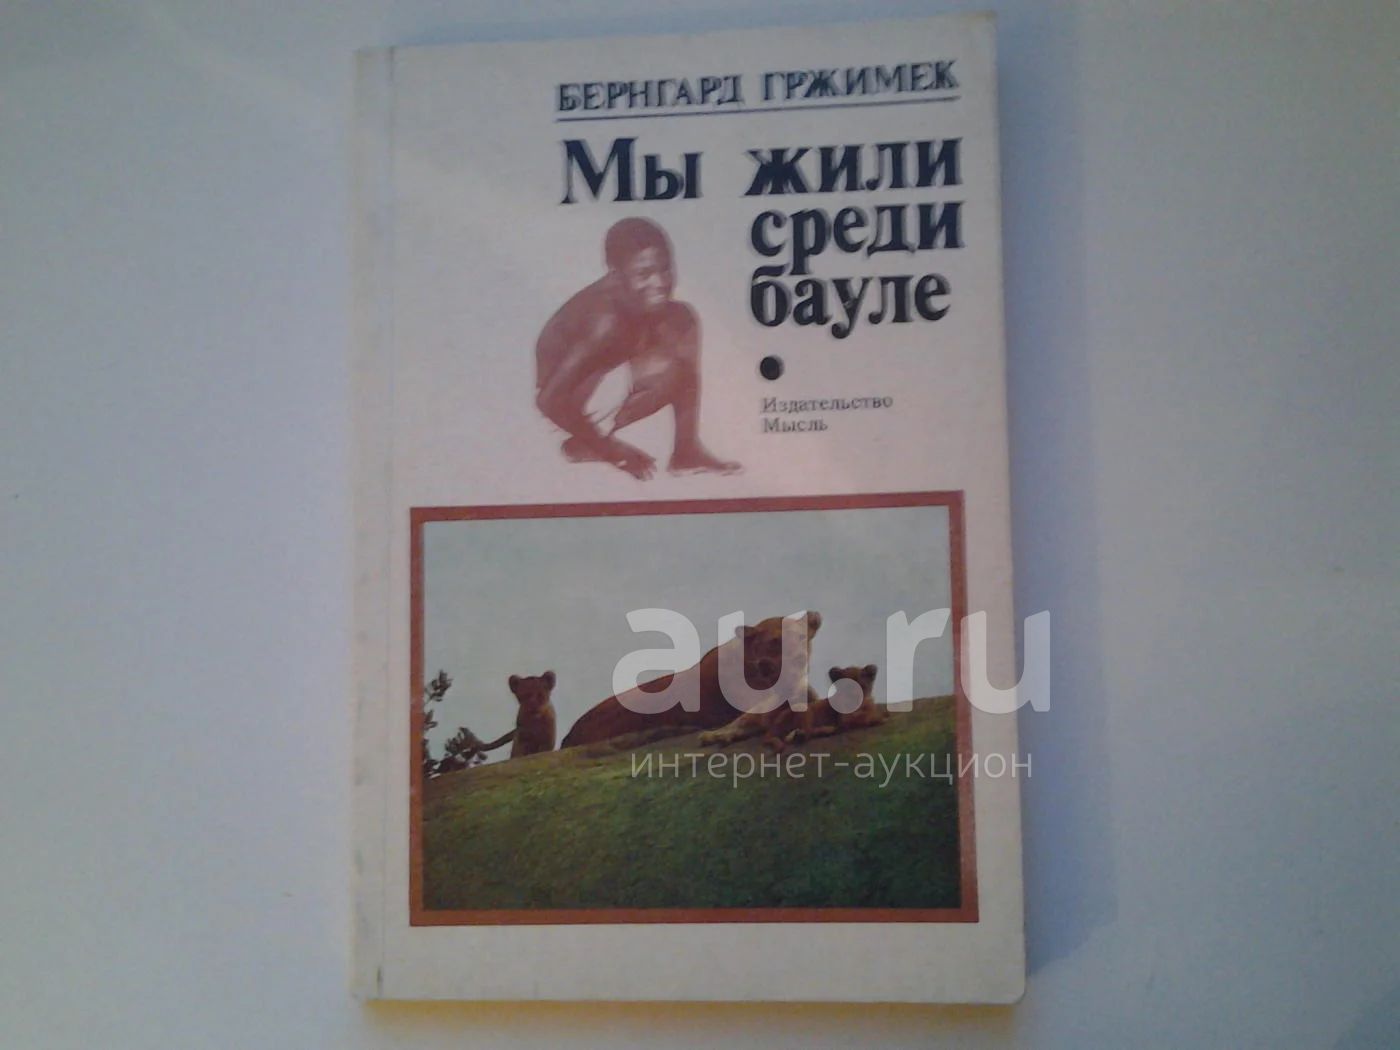 БЕРНГАРД ГРЖИМЕК
Мы жили
среди
бауле
Издательство
Мысль
au.ru
интернет-аукцион